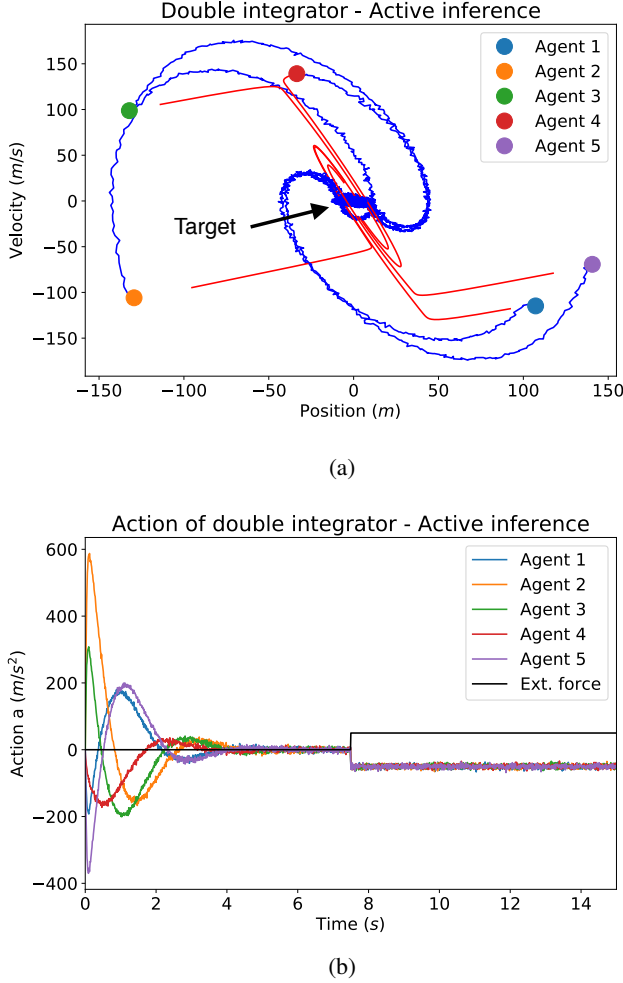 Double integrator - Active inference
Velocity (m/s)
150
100
50
0
−50
−100
−150
Agent 1
Agent 2
Agent 3
Agent 4
Agent 5
Target
−150 −100 −50 0 50 100 150
Position (m)
(a)
Action of double integrator - Active inference
Action a (m/s²)
600
400
200
0
−200
−400
Agent 1
Agent 2
Agent 3
Agent 4
Agent 5
Ext. force
0 2 4 6 8 10 12 14
Time (s)
(b)